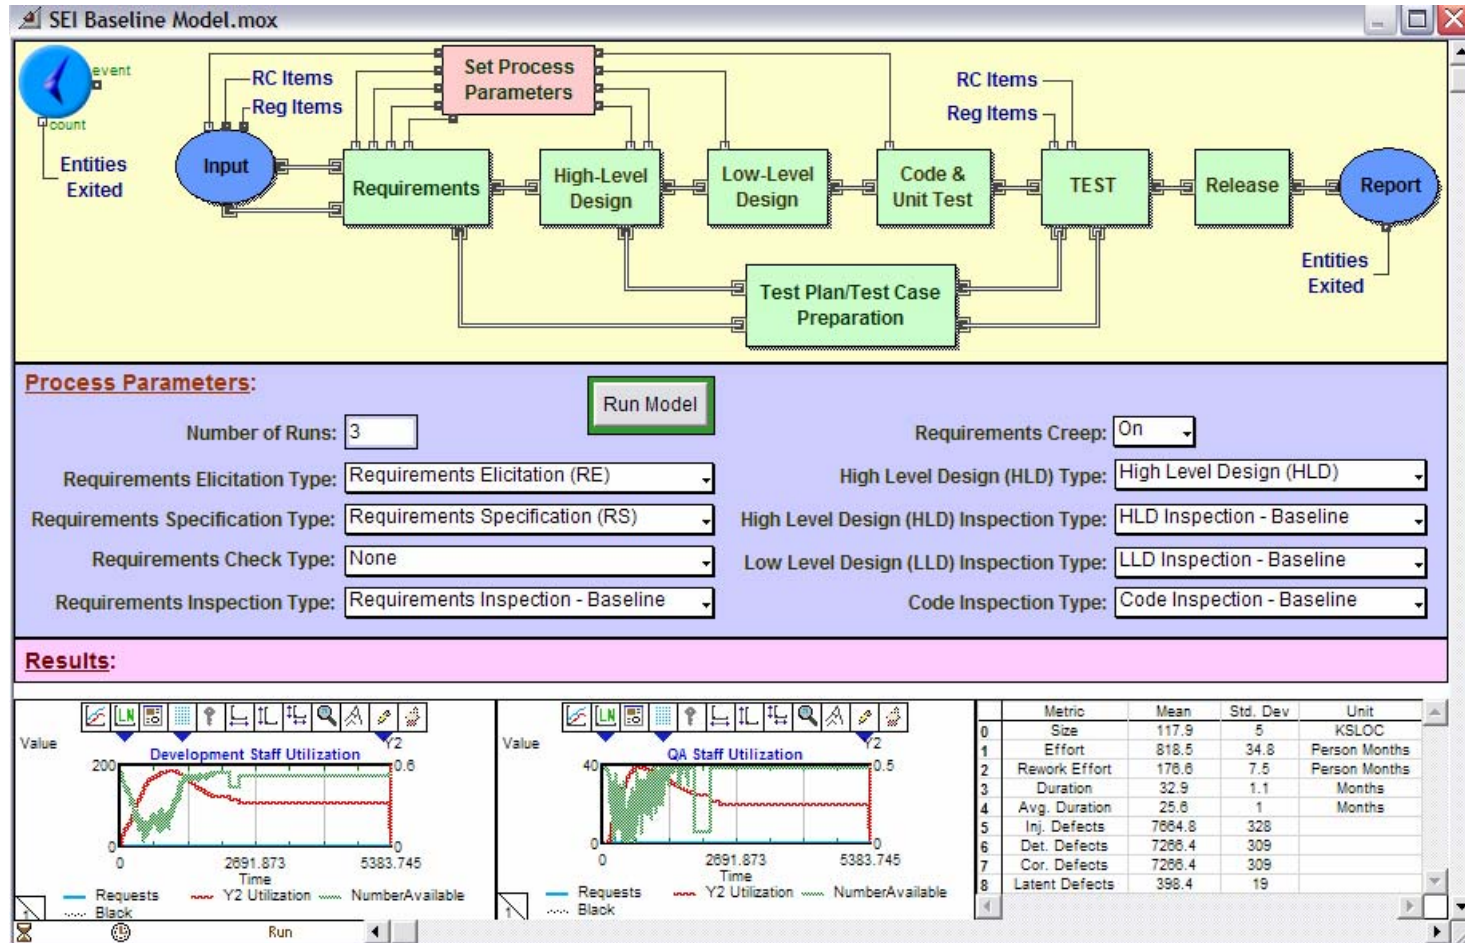 SEI Baseline Model.mox
event
count
Entities
Exited
RC Items
Reg Items
Input
Set Process
Parameters
Requirements
High-Level
Design
Low-Level
Design
Code &
Unit Test
RC Items
Reg Items
TEST
Release
Report
Entities
Exited
Test Plan/Test Case
Preparation
Process Parameters:
Run Model
Number of Runs: 3
Requirements Creep: On
Requirements Elicitation Type: Requirements Elicitation (RE)
High Level Design (HLD) Type: High Level Design (HLD)
Requirements Specification Type: Requirements Specification (RS)
High Level Design (HLD) Inspection Type: HLD Inspection - Baseline
Requirements Check Type: None
Low Level Design (LLD) Inspection Type: LLD Inspection - Baseline
Requirements Inspection Type: Requirements Inspection - Baseline
Code Inspection Type: Code Inspection - Baseline
Results:
LN
Value
Development Staff Utilization
Y2
200
0.6
0
0
0 2691.873 5383.745
Time
Requests Y2 Utilization NumberAvailable
Black
1
LN
Value
QA Staff Utilization
Y2
40
0.5
0
0
0 2691.873 5383.745
Time
Requests Y2 Utilization NumberAvailable
Black
1
Metric Mean Std. Dev Unit
0 Size 117.9 5 KSLOC
1 Effort 818.5 34.8 Person Months
2 Rework Effort 176.6 7.5 Person Months
3 Duration 32.9 1.1 Months
4 Avg. Duration 25.6 1 Months
5 Inj. Defects 7664.8 328
6 Det. Defects 7266.4 309
7 Cor. Defects 7266.4 309
8 Latent Defects 398.4 19
Run